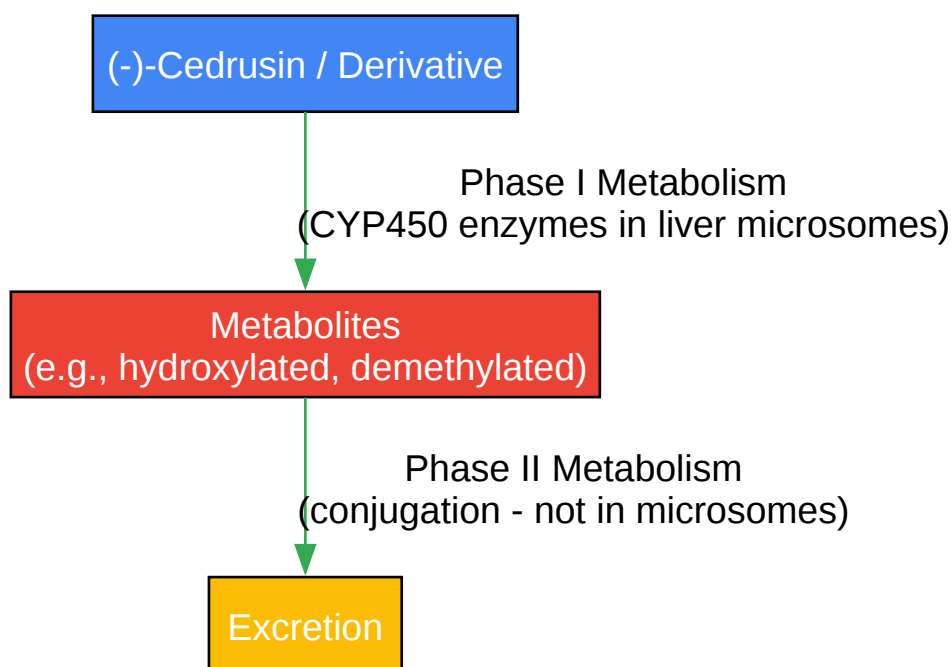 (-)-Cedrusin / Derivative
Phase I Metabolism
(CYP450 enzymes in liver microsomes)
Metabolites
(e.g., hydroxylated, demethylated)
Phase II Metabolism
(conjugation - not in microsomes)
Excretion